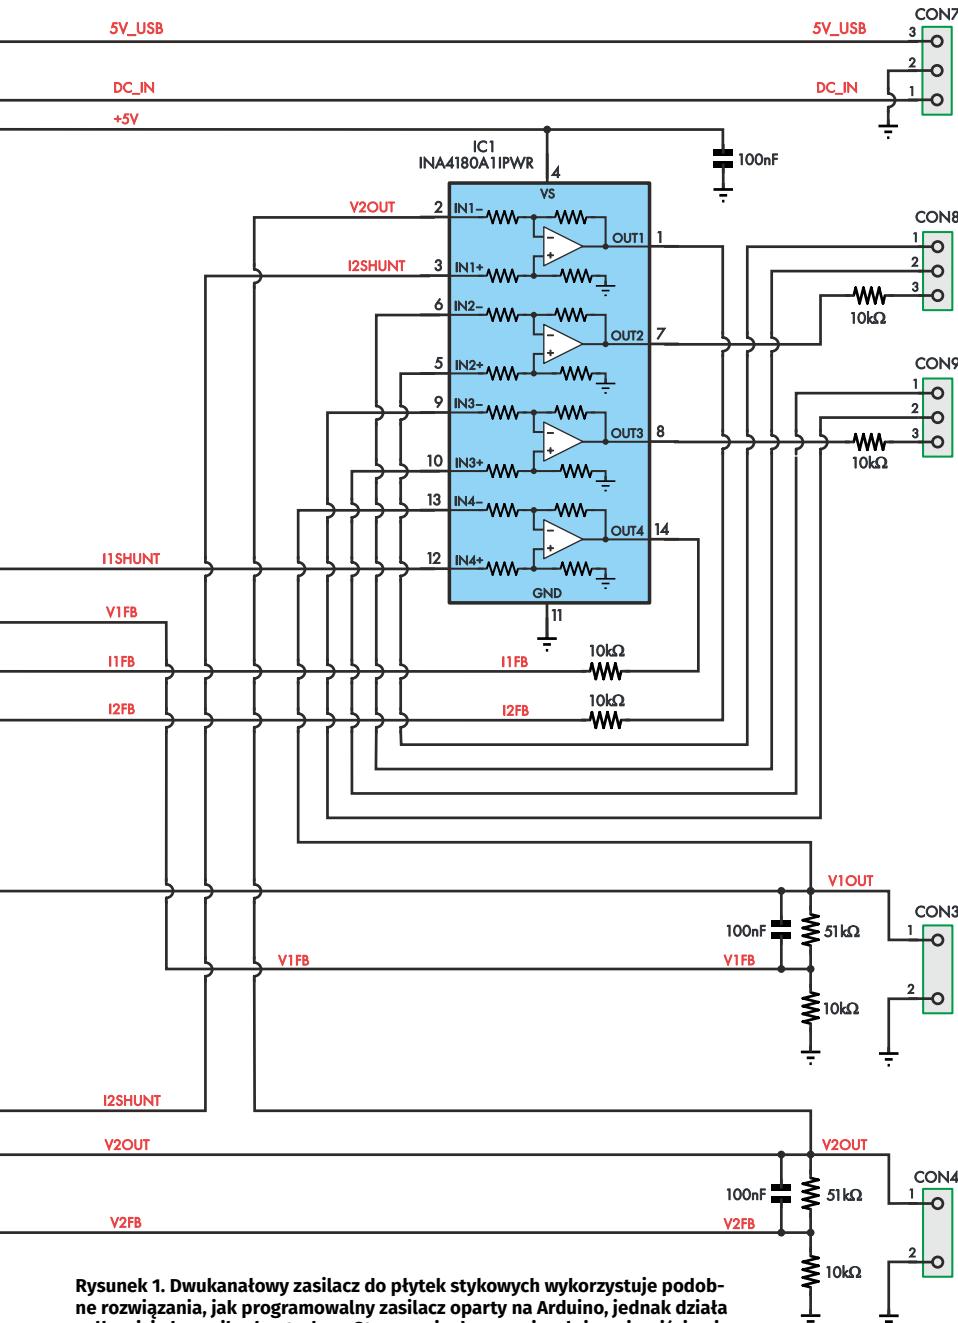 CON7
5V_USB
5V_USB
3
2
DC_IN
DC_IN
1
+5V
IC1
INA4180A1IPWR
100nF
4
VS
V2OUT
2
IN1−
OUT1
1
I2SHUNT
3
IN1+
CON8
1
2
3
10kΩ
6
IN2−
OUT2
7
5
IN2+
CON9
1
2
3
10kΩ
9
IN3−
OUT3
8
10
IN3+
13
IN4−
OUT4
14
I1SHUNT
12
IN4+
GND
11
V1FB
10kΩ
I1FB
I1FB
10kΩ
I2FB
I2FB
V1OUT
CON3
100nF
51kΩ
1
V1FB
V1FB
2
10kΩ
I2SHUNT
V2OUT
V2OUT
CON4
100nF
51kΩ
1
V2FB
V2FB
2
10kΩ
Rysunek 1. Dwukanałowy zasilacz do płytek stykowych wykorzystuje podob-
ne rozwiązania, jak programowalny zasilacz oparty na Arduino, jednak działa